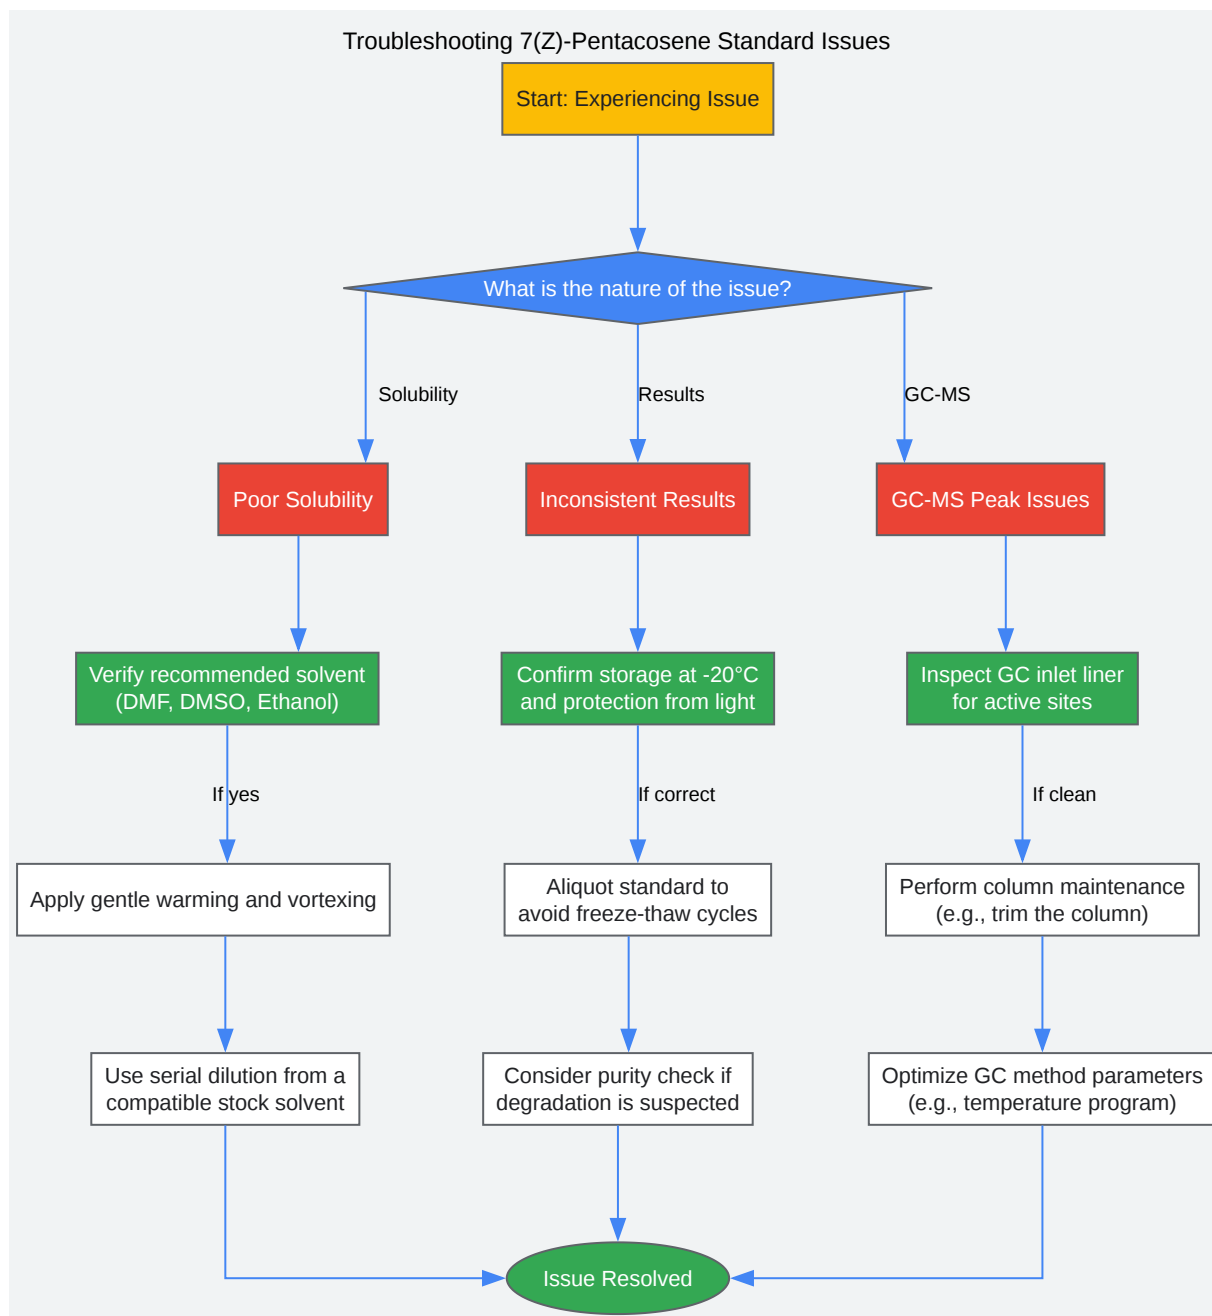 Troubleshooting 7(Z)-Pentacosene Standard Issues
Start: Experiencing Issue
What is the nature of the issue?
Solubility
Results
GC-MS
Poor Solubility
Inconsistent Results
GC-MS Peak Issues
Verify recommended solvent
(DMF, DMSO, Ethanol)
Confirm storage at -20°C
and protection from light
Inspect GC inlet liner
for active sites
If yes
If correct
If clean
Apply gentle warming and vortexing
Aliquot standard to
avoid freeze-thaw cycles
Perform column maintenance
(e.g., trim the column)
Use serial dilution from a
compatible stock solvent
Consider purity check if
degradation is suspected
Optimize GC method parameters
(e.g., temperature program)
Issue Resolved